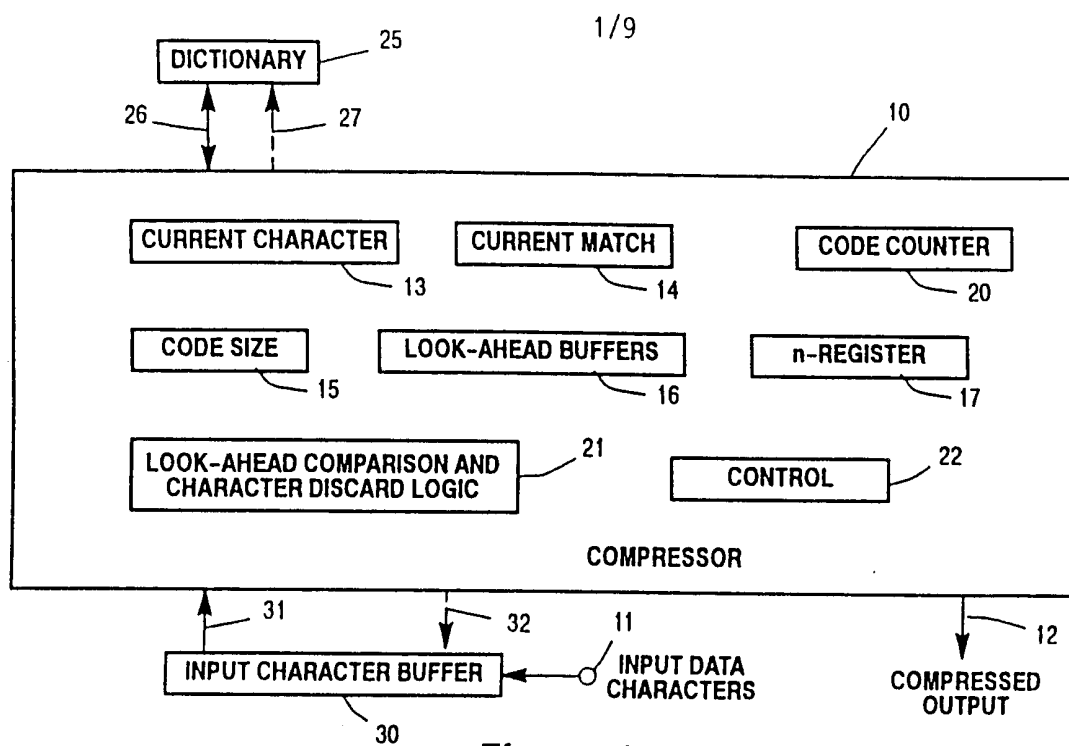 1/9
DICTIONARY
25
26
27
10
CURRENT CHARACTER
13
CURRENT MATCH
14
CODE COUNTER
20
CODE SIZE
15
LOOK-AHEAD BUFFERS
16
n-REGISTER
17
LOOK-AHEAD COMPARISON AND
CHARACTER DISCARD LOGIC
21
CONTROL
22
COMPRESSOR
31
32
11
12
INPUT CHARACTER BUFFER
30
INPUT DATA
CHARACTERS
COMPRESSED
OUTPUT